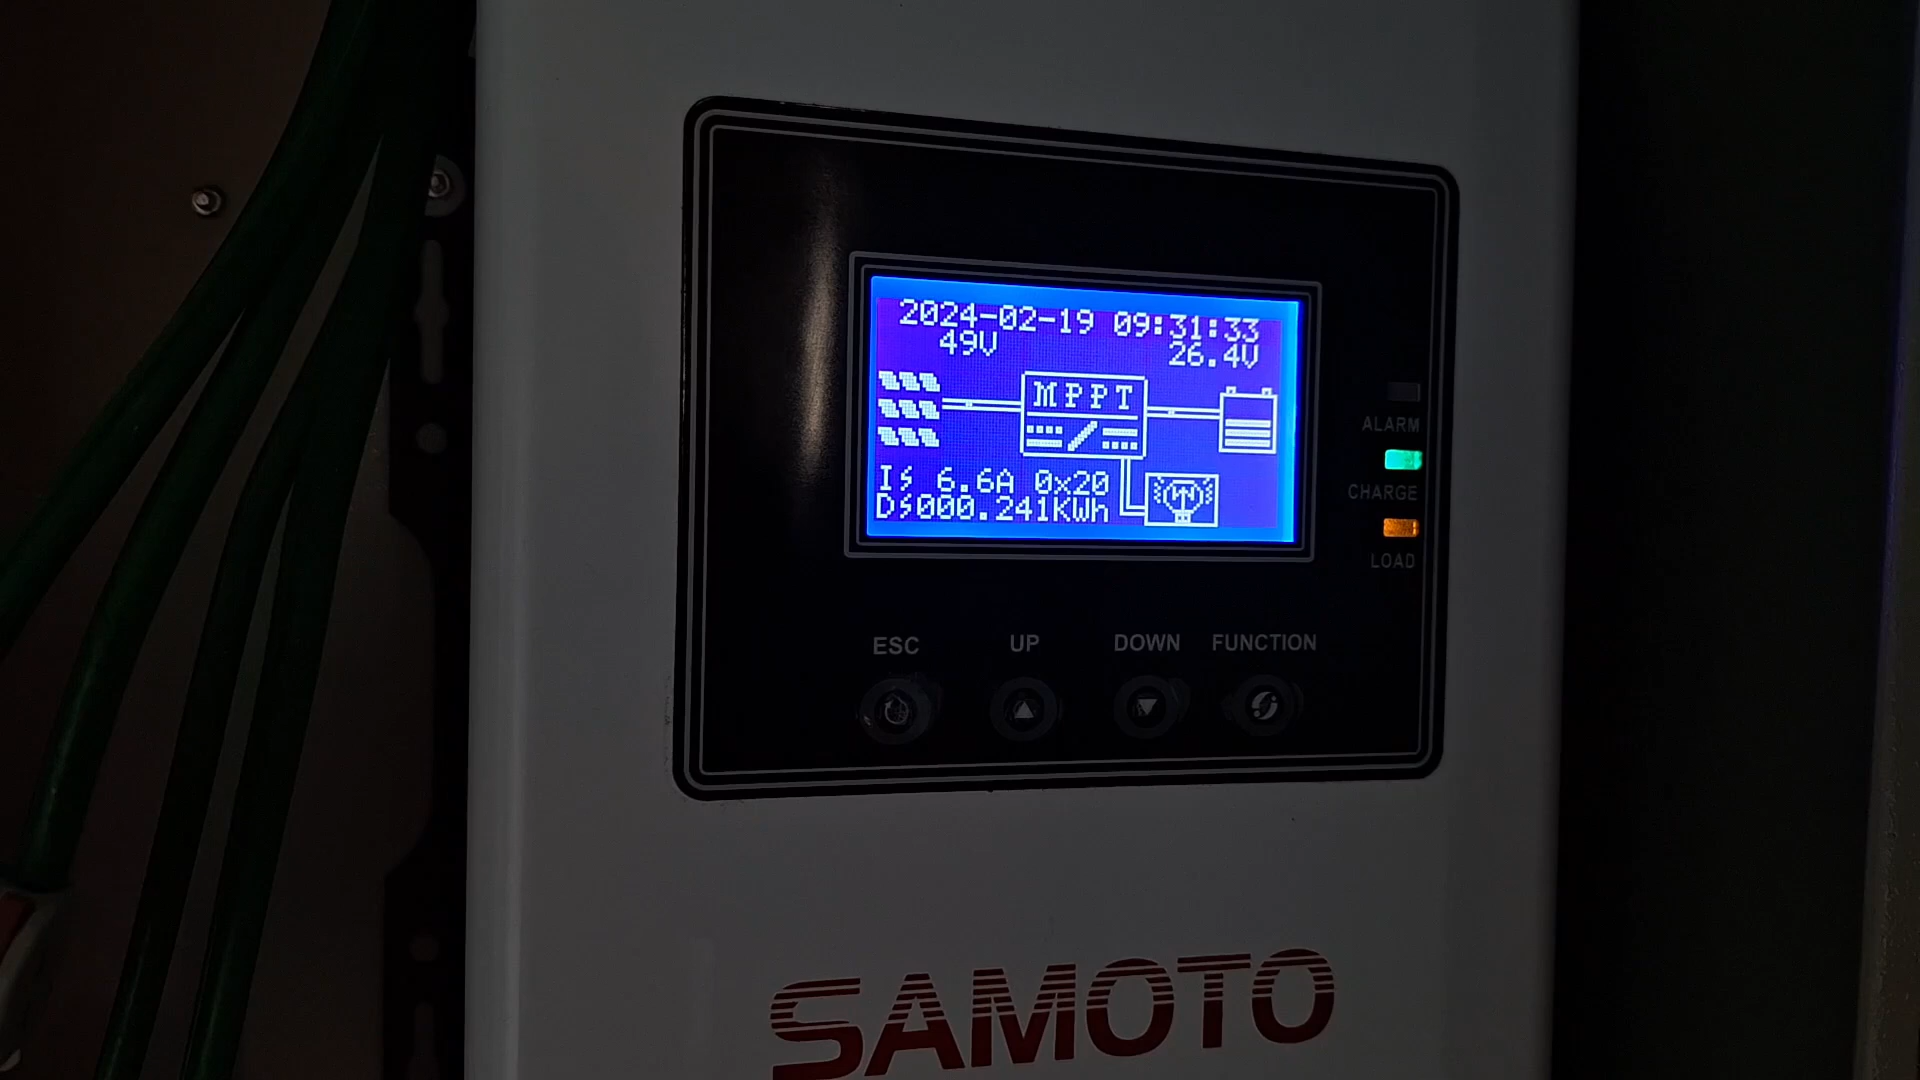 2024-02-19 09:31:33
49V 26.4V
MPPT
I 6.6A 0x20
D 000.241KWh
ALARM
CHARGE
LOAD
ESC UP DOWN FUNCTION
SAMOTO